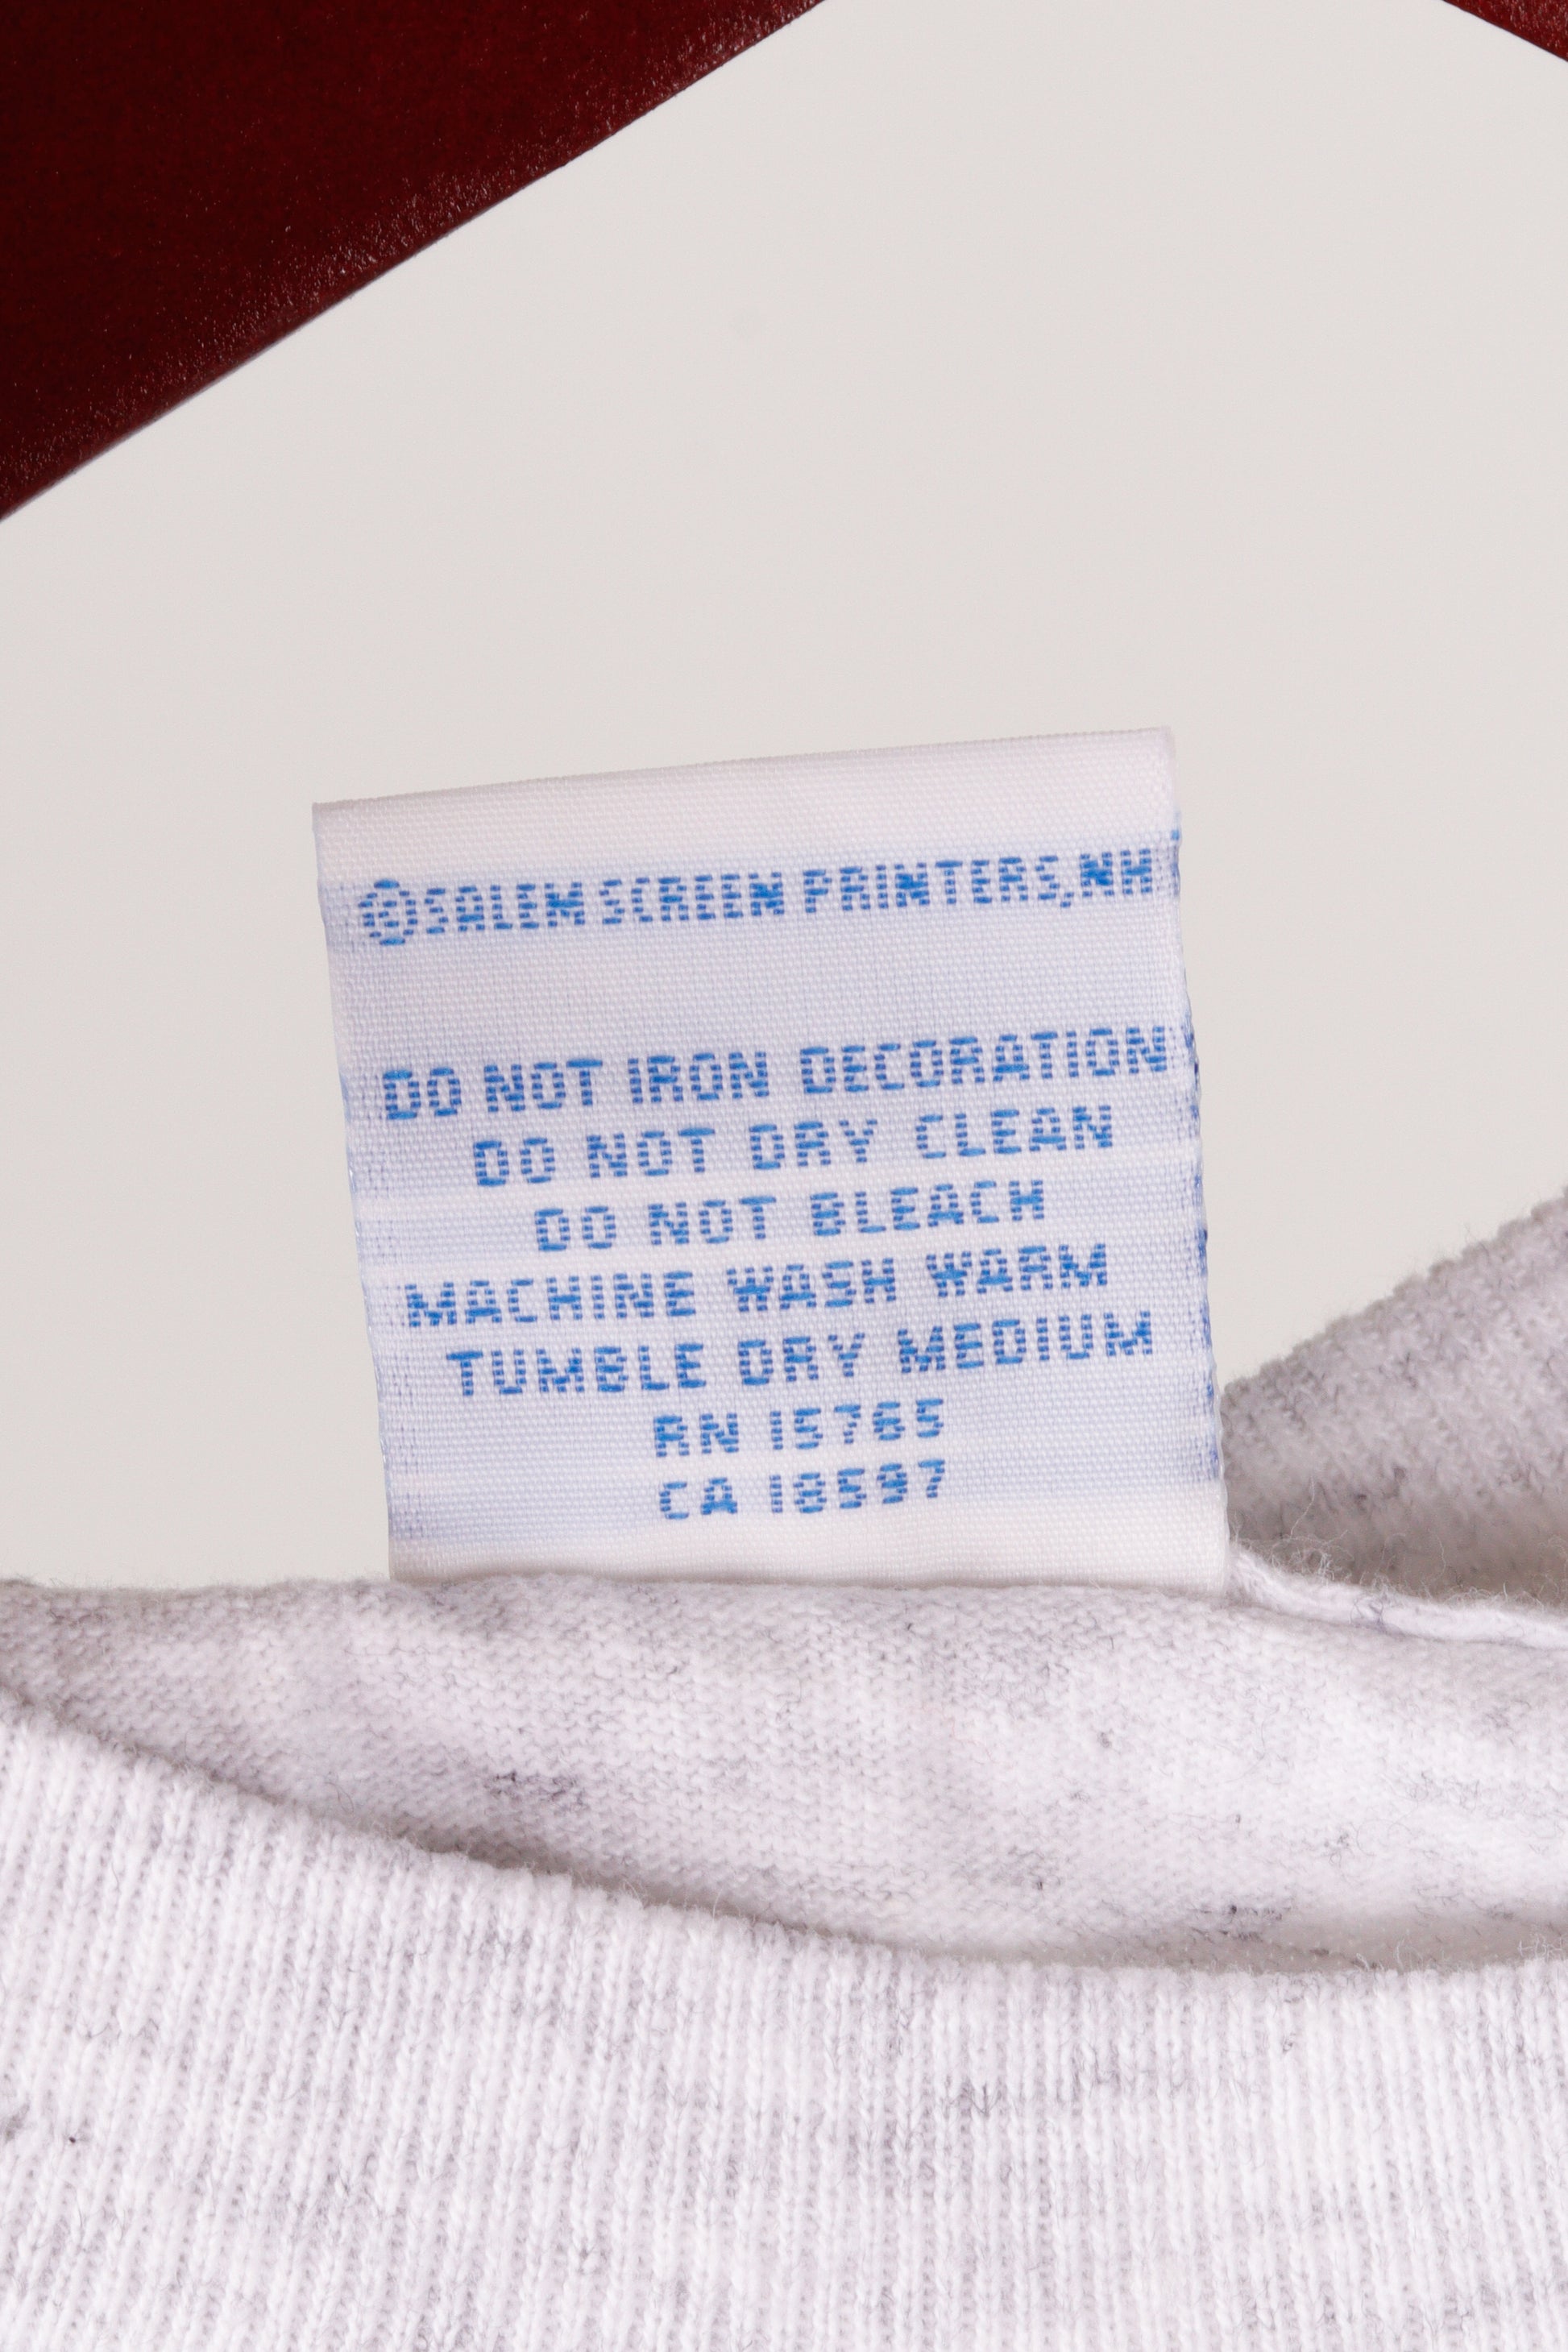 ©SALEM SCREEN PRINTERS,NH
DO NOT IRON DECORATION
DO NOT DRY CLEAN
DO NOT BLEACH
MACHINE WASH WARM
TUMBLE DRY MEDIUM
RN 15765
CA 18597